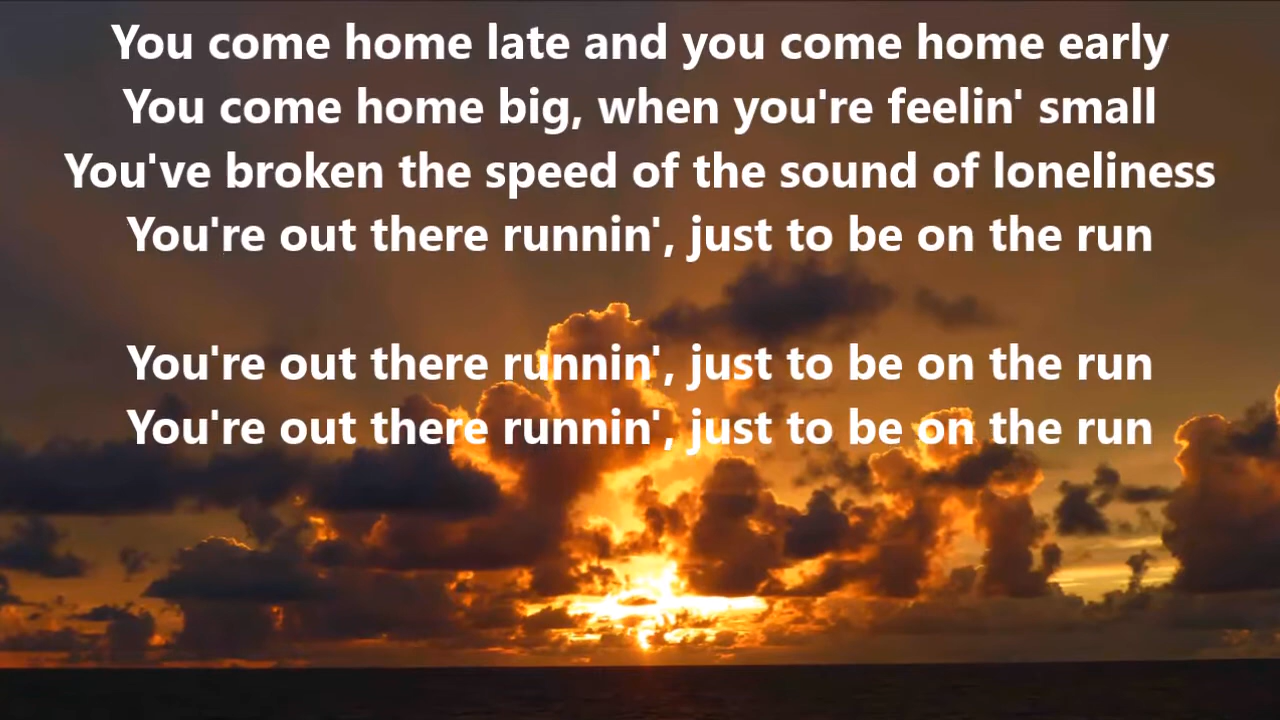 You come home late and you come home early
You come home big, when you're feelin' small
You've broken the speed of the sound of loneliness
You're out there runnin', just to be on the run
You're out there runnin', just to be on the run
You're out there runnin', just to be on the run